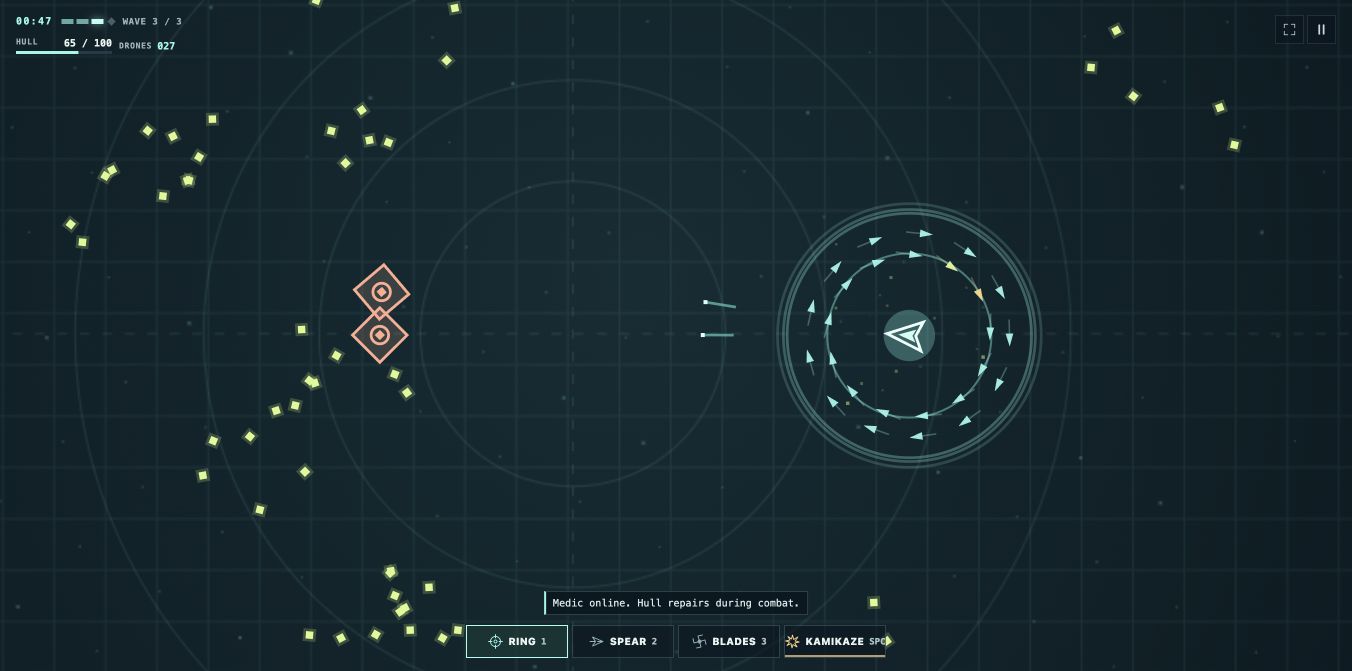 00:47 WAVE 3 / 3
HULL 65 / 100 DRONES 027
Medic online. Hull repairs during combat.
RING 1 SPEAR 2 BLADES 3 KAMIKAZE SPC